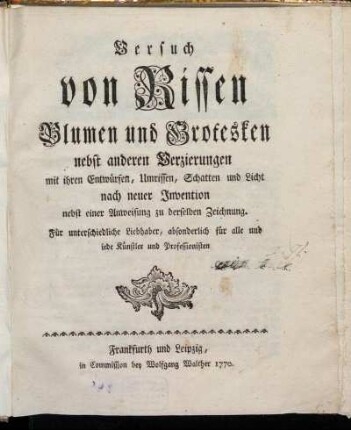 Versuch
von Rissen
Blumen und Grotesken
nebst anderen Verzierungen
mit ihren Entwürfen, Umrissen, Schatten und Licht
nach neuer Invention
nebst einer Anweisung zu derselben Zeichnung.
Für unterschiedliche Liebhaber, absonderlich für alle und
jede Künstler und Professionisten
Frankfurth und Leipzig,
in Commission bey Wolfgang Walther 1770.